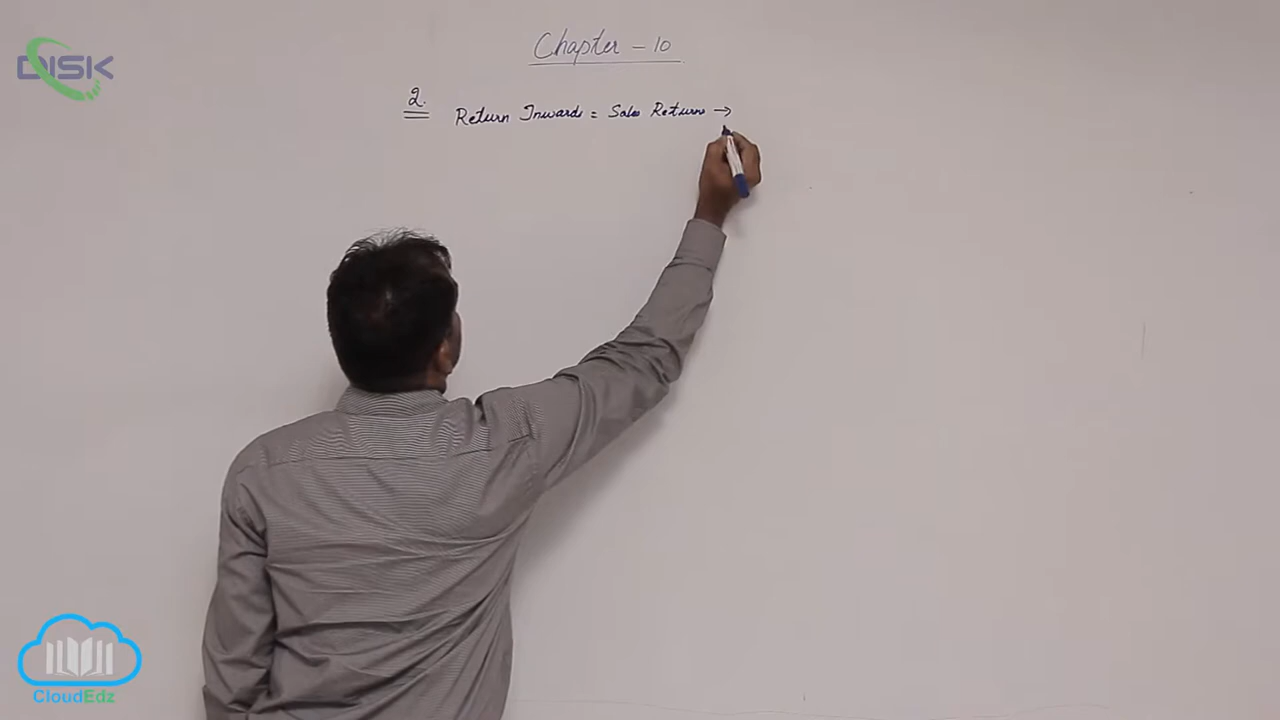 DISK
Chapter - 10
2. Return Inwards = Sales Returns →
CloudEdz